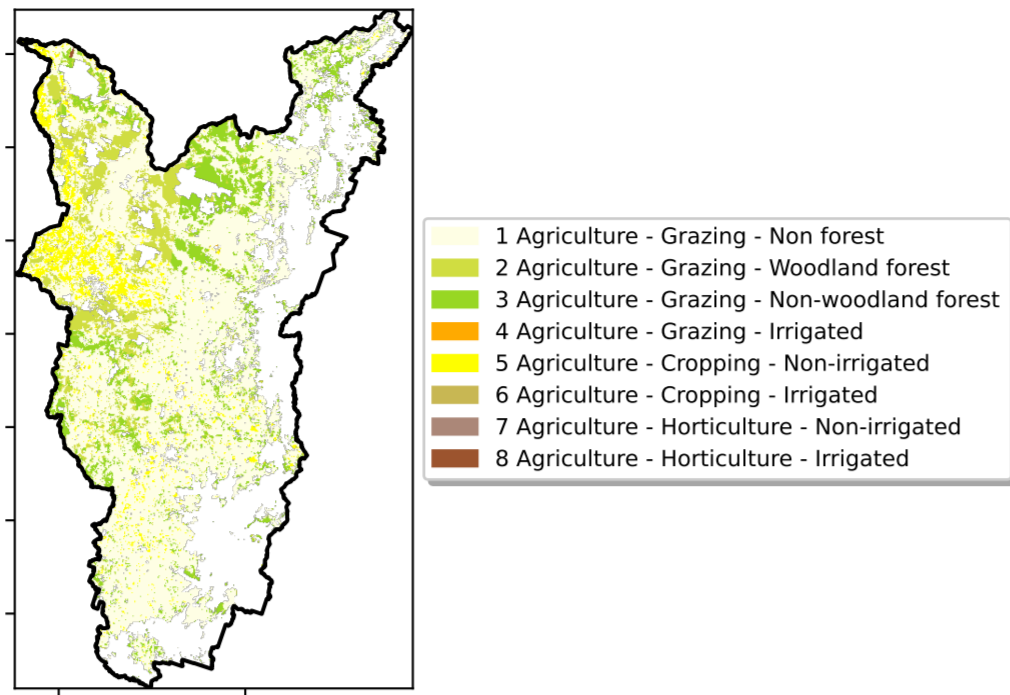 1 Agriculture - Grazing - Non forest
2 Agriculture - Grazing - Woodland forest
3 Agriculture - Grazing - Non-woodland forest
4 Agriculture - Grazing - Irrigated
5 Agriculture - Cropping - Non-irrigated
6 Agriculture - Cropping - Irrigated
7 Agriculture - Horticulture - Non-irrigated
8 Agriculture - Horticulture - Irrigated